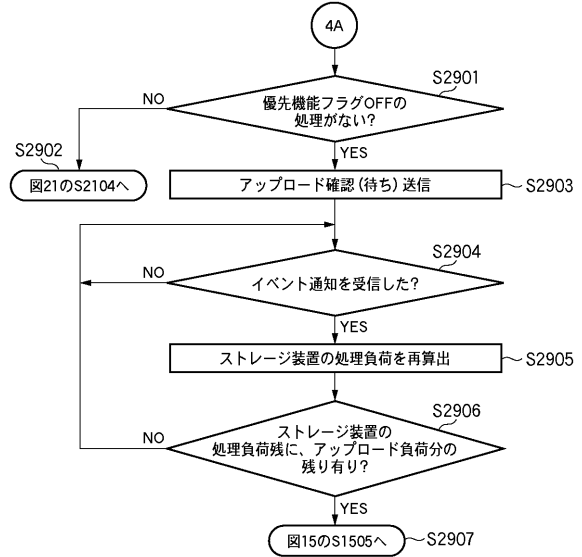 4A
S2901
優先機能フラグOFFの
処理がない?
NO
YES
S2902
図21のS2104へ
アップロード確認(待ち)送信
S2903
S2904
イベント通知を受信した?
NO
YES
ストレージ装置の処理負荷を再算出
S2905
S2906
ストレージ装置の
処理負荷残に、アップロード負荷分の
残り有り?
NO
YES
図15のS1505へ
S2907